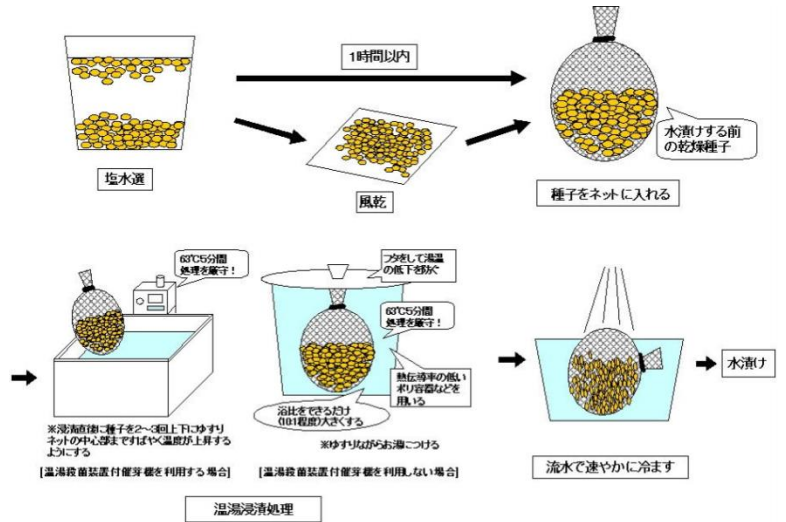 1時間以内
水漬けする前
の乾燥種子
塩水選
風乾
種子をネットに入れる
63℃5分間
処理を厳守！
フタをして湯温
の低下を防ぐ
63℃5分間
処理を厳守！
熱伝導率の低い
ポリ容器などを
用いる
浴比をできるだけ
(10:1程度)大きくする
水漬け
※浸漬直後に種子を2～3回上下にゆすり
ネットの中心部まですばやく温度が上昇する
ようにする
※ゆすりながらお湯につける
[温湯殺菌装置付催芽機を利用する場合]
[温湯殺菌装置付催芽機を利用しない場合]
流水で速やかに冷ます
温湯浸漬処理